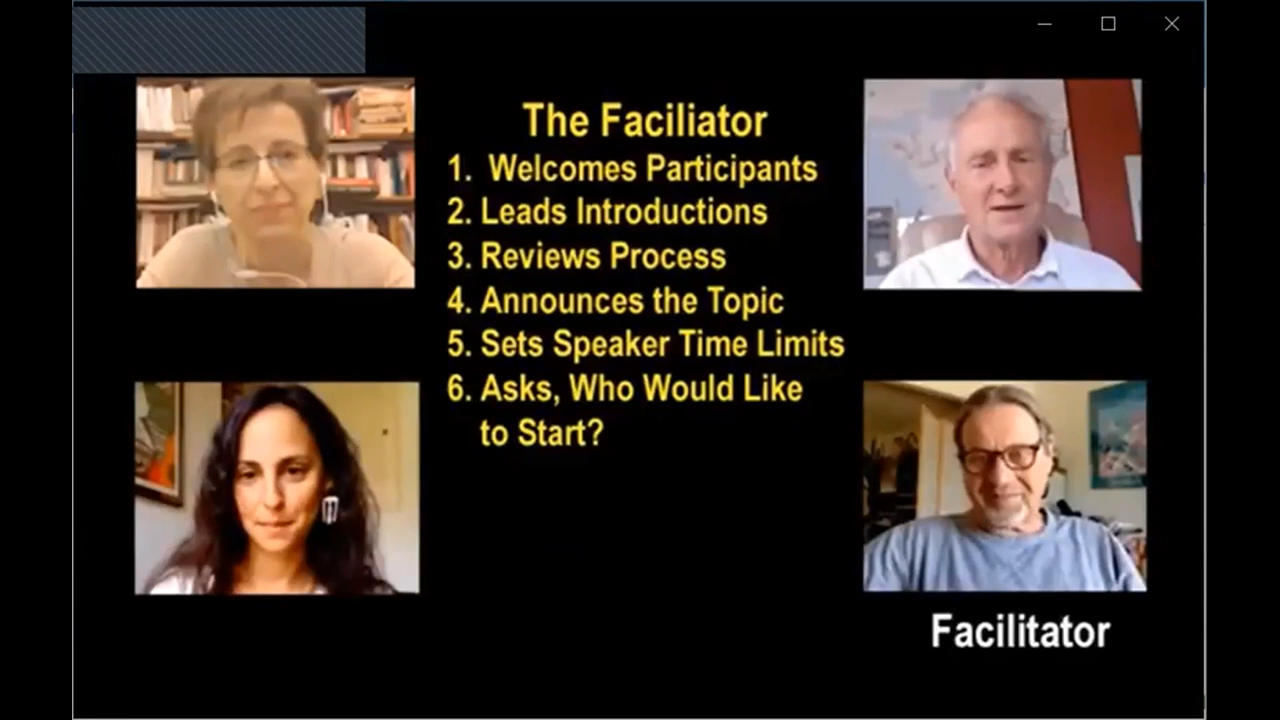 The Faciliator
1. Welcomes Participants
2. Leads Introductions
3. Reviews Process
4. Announces the Topic
5. Sets Speaker Time Limits
6. Asks, Who Would Like
to Start?
Facilitator